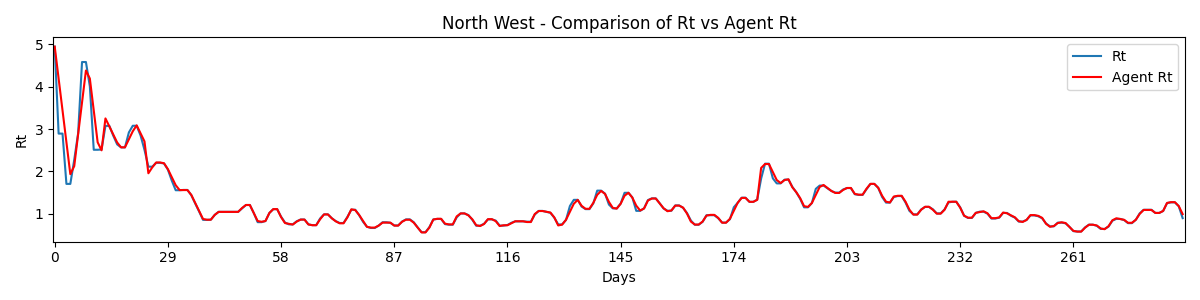 North West - Comparison of Rt vs Agent Rt
Rt
Agent Rt
5
4
3
2
1
Rt
0 29 58 87 116 145 174 203 232 261
Days